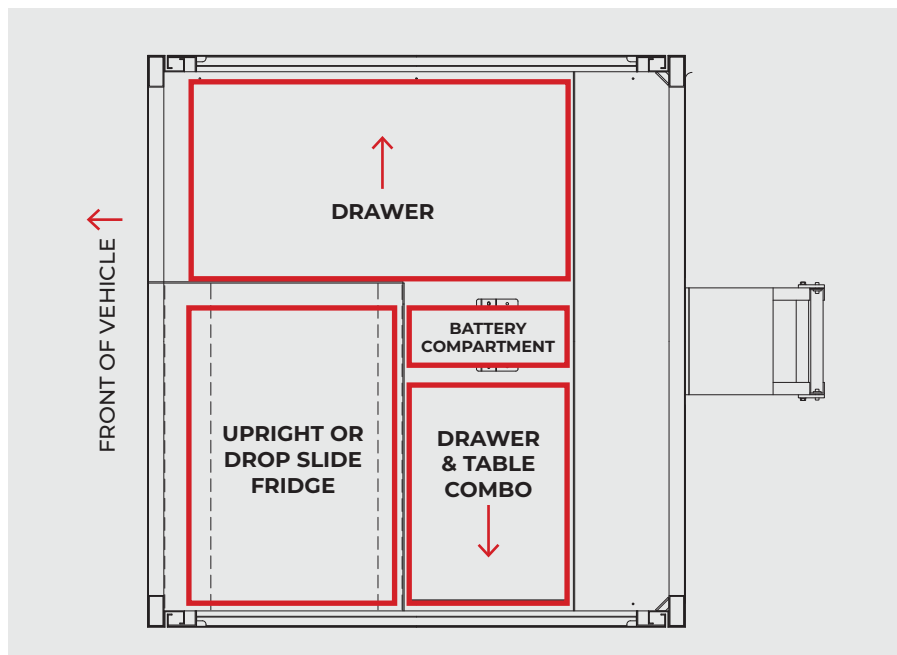 DRAWER
FRONT OF VEHICLE
BATTERY
COMPARTMENT
UPRIGHT OR
DROP SLIDE
FRIDGE
DRAWER
& TABLE
COMBO